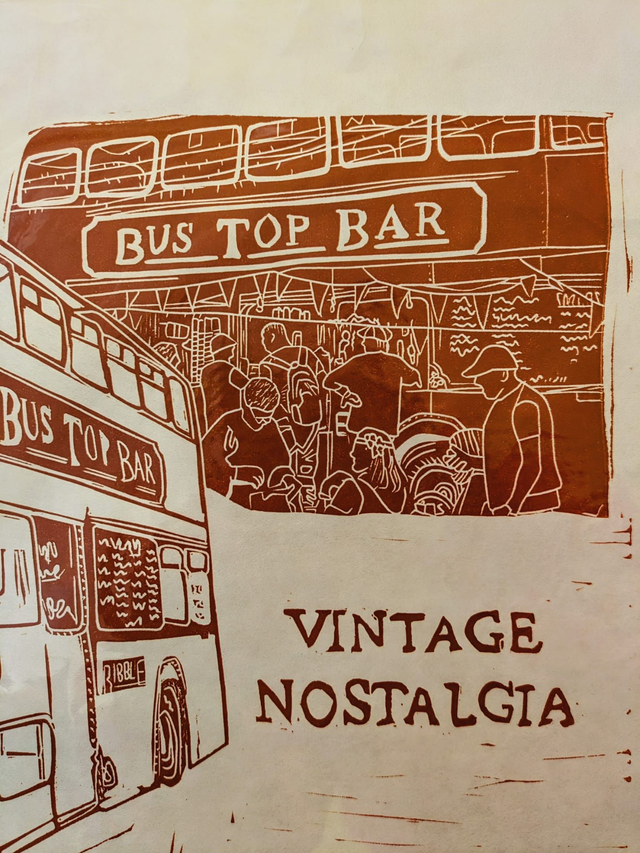 BUS TOP BAR
BUS TOP BAR
RIBBLE
VINTAGE
NOSTALGIA